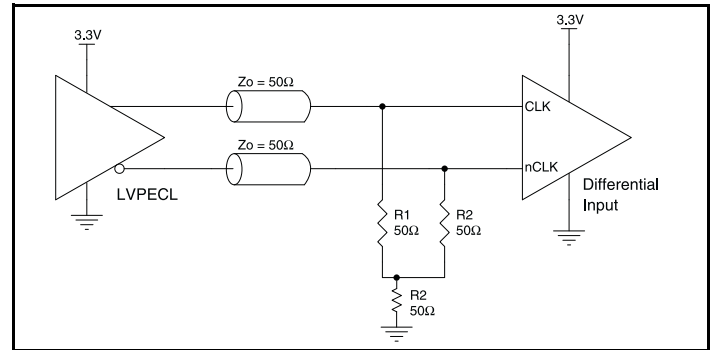 3.3V
3.3V
Zo = 50Ω
CLK
Zo = 50Ω
nCLK
LVPECL
Differential
Input
R1
50Ω
R2
50Ω
R2
50Ω